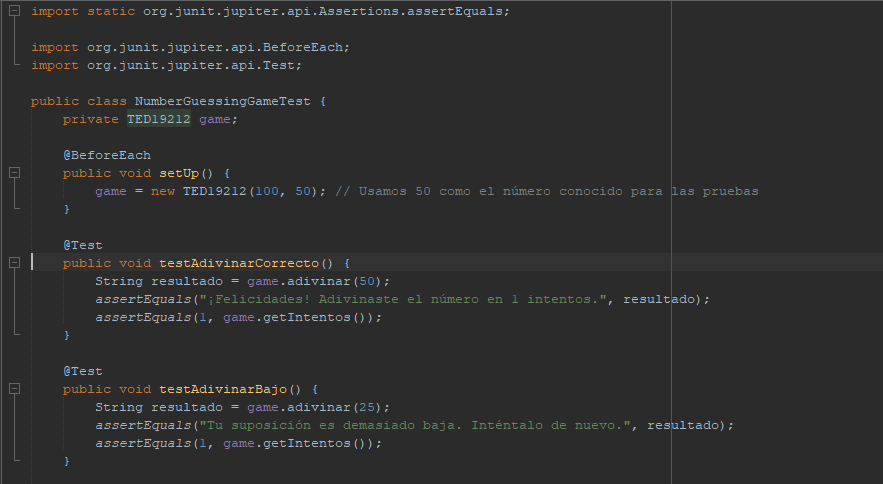 import static org.junit.jupiter.api.Assertions.assertEquals;
import org.junit.jupiter.api.BeforeEach;
import org.junit.jupiter.api.Test;
public class NumberGuessingGameTest {
private TED19212 game;
@BeforeEach
public void setUp() {
game = new TED19212(100, 50); // Usamos 50 como el número conocido para las pruebas
}
@Test
public void testAdivinarCorrecto() {
String resultado = game.adivinar(50);
assertEquals("¡Felicidades! Adivinaste el número en 1 intentos.", resultado);
assertEquals(1, game.getIntentos());
}
@Test
public void testAdivinarBajo() {
String resultado = game.adivinar(25);
assertEquals("Tu suposición es demasiado baja. Inténtalo de nuevo.", resultado);
assertEquals(1, game.getIntentos());
}